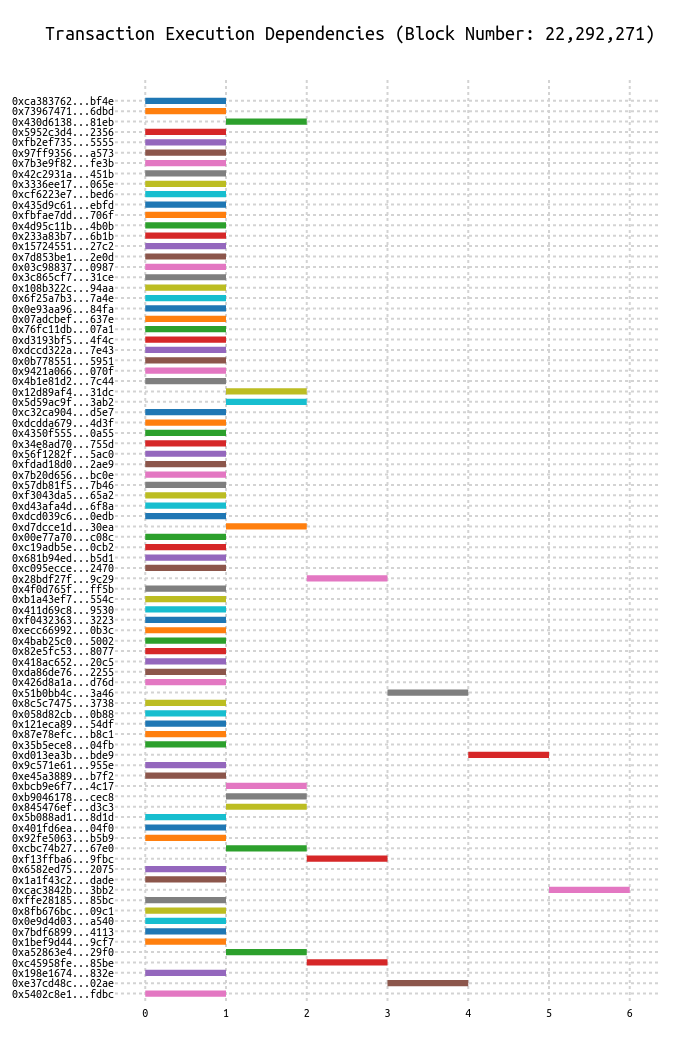 Transaction Execution Dependencies (Block Number: 22,292,271)
0xca383762...bf4e
0x73967471...6dbd
0x430d6138...81eb
0x5952c3d4...2356
0xfb2ef735...5555
0x97ff9356...a573
0x7b3e9f82...fe3b
0x42c2931a...451b
0x3336ee17...065e
0xcf6223e7...bed6
0x435d9c61...ebfd
0xfbfae7dd...706f
0x4d95c11b...4b0b
0x233a83b7...6b1b
0x15724551...27c2
0x7d853be1...2e0d
0x03c98837...0987
0x3c865cf7...31ce
0x108b322c...94aa
0x6f25a7b3...7a4e
0x0e93aa96...84fa
0x07adcbef...637e
0x76fc11db...07a1
0xd3193bf5...4f4c
0xdccd322a...7e43
0x0b778551...5951
0x9421a066...070f
0x4b1e81d2...7c44
0x12d89af4...31dc
0x5d59ac9f...3ab2
0xc32ca904...d5e7
0xdcdda679...4d3f
0x4350f555...0a55
0x34e8ad70...755d
0x56f1282f...5ac0
0xfdad18d0...2ae9
0x7b20d656...bc0e
0x57db81f5...7b46
0xf3043da5...65a2
0xd43afa4d...6f8a
0xdcd039c6...0edb
0xd7dcce1d...30ea
0x00e77a70...c08c
0xc19adb5e...0cb2
0x681b94ed...b5d1
0xc095ecce...2470
0x28bdf27f...9c29
0x4f0d765f...ff5b
0xb1a43ef7...554c
0x411d69c8...9530
0xf0432363...3223
0xecc66992...0b3c
0x4bab25c0...5002
0x82e5fc53...8077
0x418ac652...20c5
0xda86de76...2255
0x426d8a1a...d76d
0x51b0bb4c...3a46
0x8c5c7475...3738
0x058d82cb...0b88
0x121eca89...54df
0x87e78efc...b8c1
0x35b5ece8...04fb
0xd013ea3b...bde9
0x9c571e61...955e
0xe45a3889...b7f2
0xbcb9e6f7...4c17
0xb9046178...cec8
0x845476ef...d3c3
0x5b088ad1...8d1d
0x401fd6ea...04f0
0x92fe5063...b5b9
0xcbc74b27...67e0
0xf13ffba6...9fbc
0x6582ed75...2075
0x1a1f43c2...dade
0xcac3842b...3bb2
0xffe28185...85bc
0x8fb676bc...09c1
0x0e9d4d03...a540
0x7bdf6899...4113
0x1bef9d44...9cf7
0xa52863e4...29f0
0xc45958fe...85be
0x198e1674...832e
0xe37cd48c...02ae
0x5402c8e1...fdbc
0 1 2 3 4 5 6